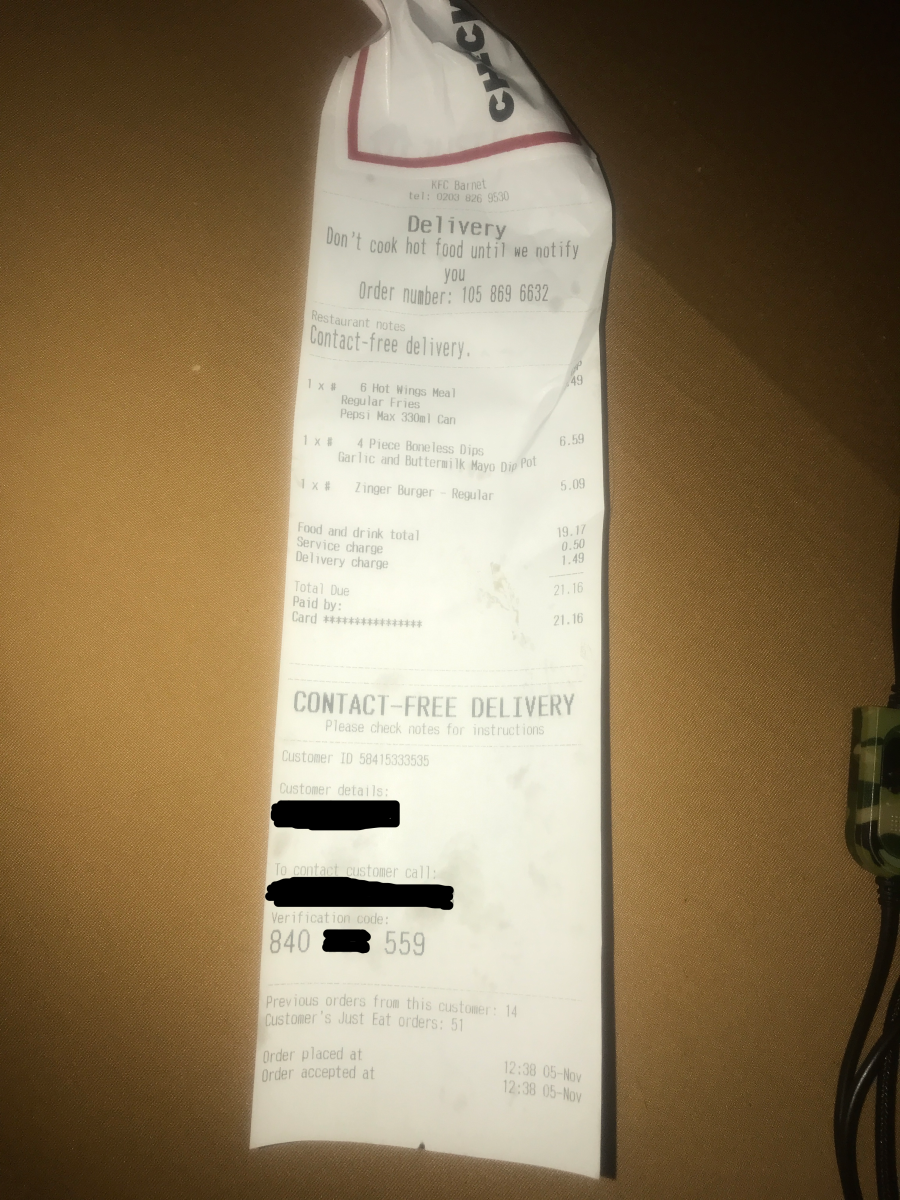 KFC Barnet
tel: 0203 826 9530
Delivery
Don't cook hot food until we notify
you
Order number: 105 869 6632
Restaurant notes
Contact-free delivery.
1 x # 6 Hot Wings Meal .49
Regular Fries
Pepsi Max 330ml Can
1 x # 4 Piece Boneless Dips 6.59
Garlic and Buttermilk Mayo Dip Pot
1 x # Zinger Burger - Regular 5.09
Food and drink total 19.17
Service charge 0.50
Delivery charge 1.49
Total Due 21.16
Paid by:
Card **************** 21.16
CONTACT-FREE DELIVERY
Please check notes for instructions
Customer ID 58415333535
Customer details:
To contact customer call:
Verification code:
840 559
Previous orders from this customer: 14
Customer's Just Eat orders: 51
Order placed at 12:38 05-Nov
Order accepted at 12:38 05-Nov